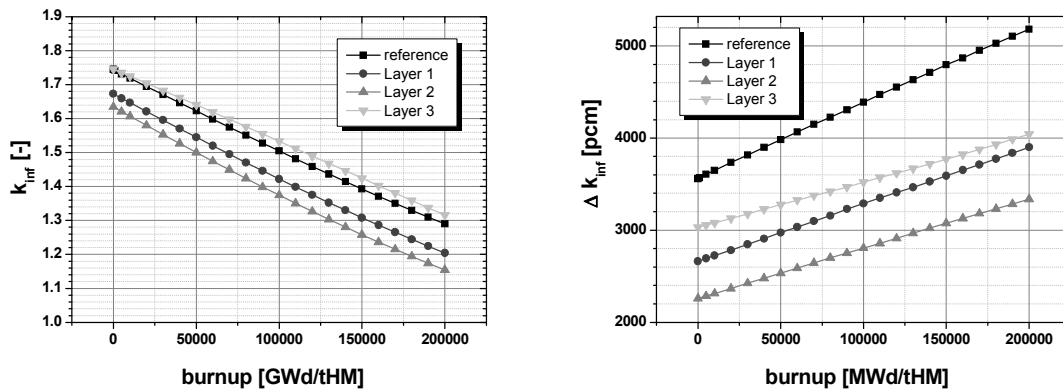 1.8
1.7
1.6
1.5
1.4
1.3
1.2
1.1
1.0
k_inf [-]
reference
Layer 1
Layer 2
Layer 3
0 50000 100000 150000 200000
burnup [GWd/tHM]
5000
4000
3000
2000
Δ k_inf [pcm]
reference
Layer 1
Layer 2
Layer 3
0 50000 100000 150000 200000
burnup [MWd/tHM]